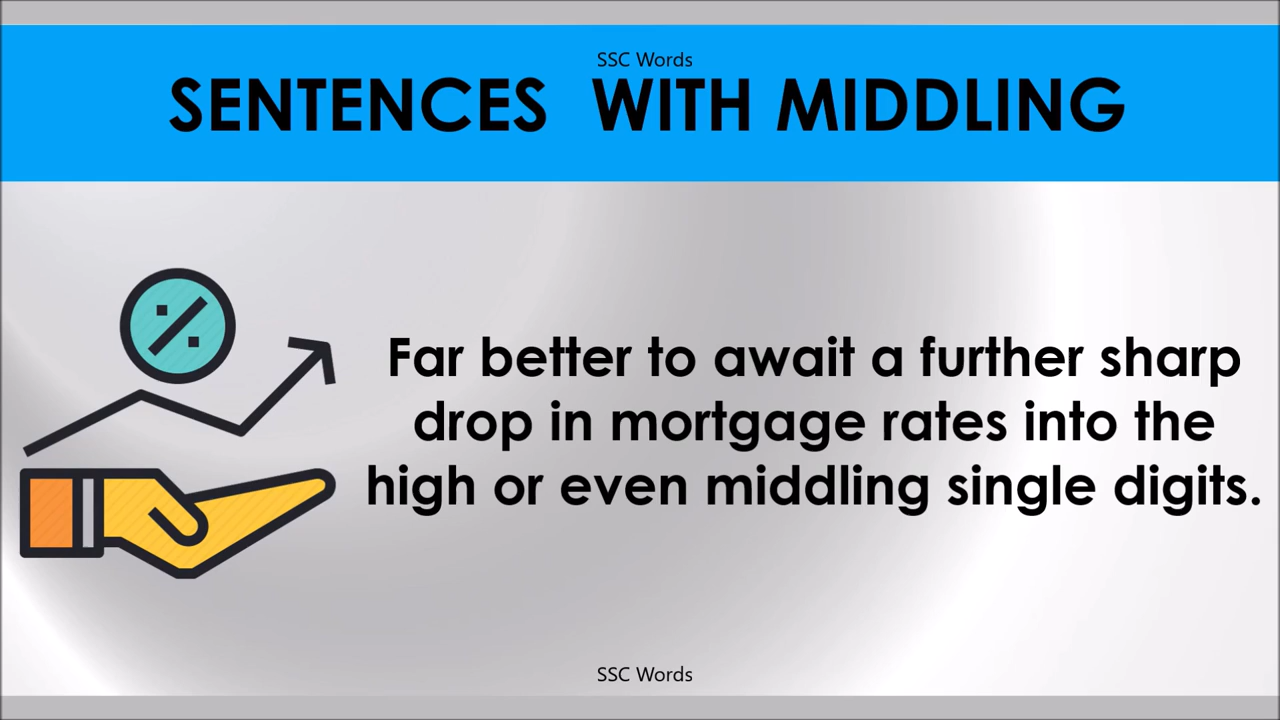 SSC Words
SENTENCES WITH MIDDLING
%
Far better to await a further sharp
drop in mortgage rates into the
high or even middling single digits.
SSC Words